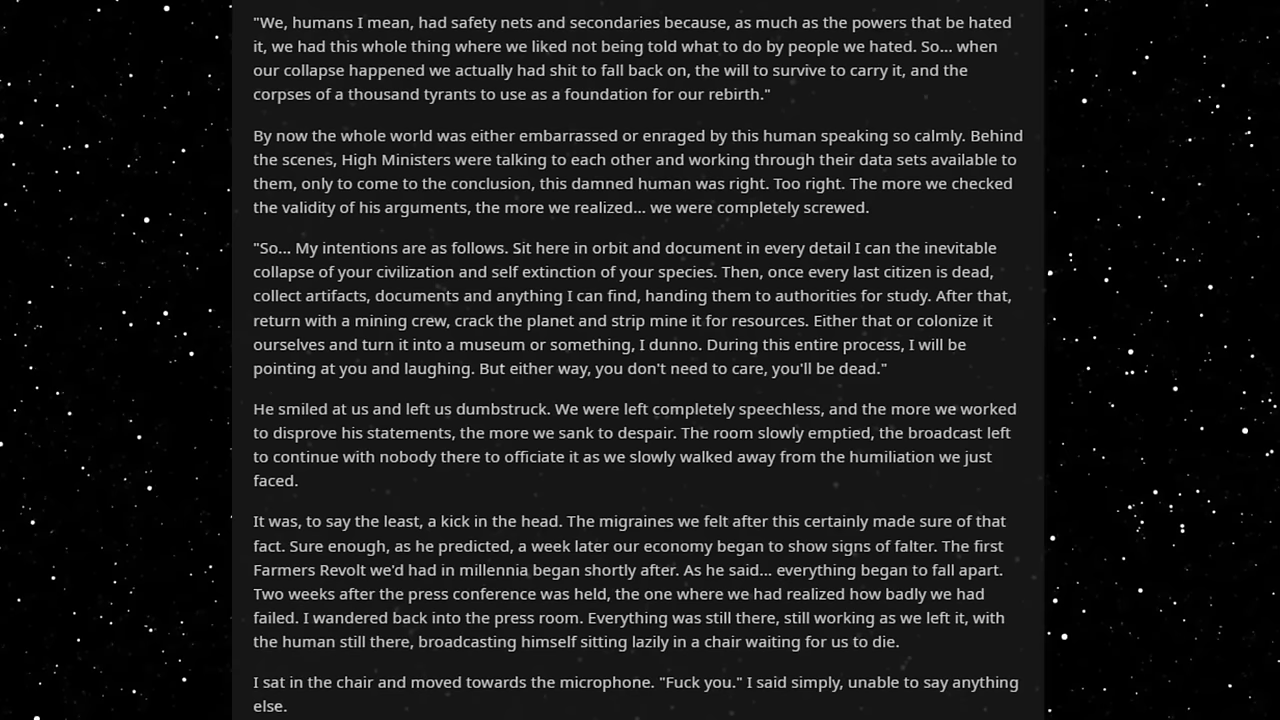 "We, humans I mean, had safety nets and secondaries because, as much as the powers that be hated
it, we had this whole thing where we liked not being told what to do by people we hated. So... when
our collapse happened we actually had shit to fall back on, the will to survive to carry it, and the
corpses of a thousand tyrants to use as a foundation for our rebirth."
By now the whole world was either embarrassed or enraged by this human speaking so calmly. Behind
the scenes, High Ministers were talking to each other and working through their data sets available to
them, only to come to the conclusion, this damned human was right. Too right. The more we checked
the validity of his arguments, the more we realized... we were completely screwed.
"So... My intentions are as follows. Sit here in orbit and document in every detail I can the inevitable
collapse of your civilization and self extinction of your species. Then, once every last citizen is dead,
collect artifacts, documents and anything I can find, handing them to authorities for study. After that,
return with a mining crew, crack the planet and strip mine it for resources. Either that or colonize it
ourselves and turn it into a museum or something, I dunno. During this entire process, I will be
pointing at you and laughing. But either way, you don't need to care, you'll be dead."
He smiled at us and left us dumbstruck. We were left completely speechless, and the more we worked
to disprove his statements, the more we sank to despair. The room slowly emptied, the broadcast left
to continue with nobody there to officiate it as we slowly walked away from the humiliation we just
faced.
It was, to say the least, a kick in the head. The migraines we felt after this certainly made sure of that
fact. Sure enough, as he predicted, a week later our economy began to show signs of falter. The first
Farmers Revolt we'd had in millennia began shortly after. As he said... everything began to fall apart.
Two weeks after the press conference was held, the one where we had realized how badly we had
failed. I wandered back into the press room. Everything was still there, still working as we left it, with
the human still there, broadcasting himself sitting lazily in a chair waiting for us to die.
I sat in the chair and moved towards the microphone. "Fuck you." I said simply, unable to say anything
else.